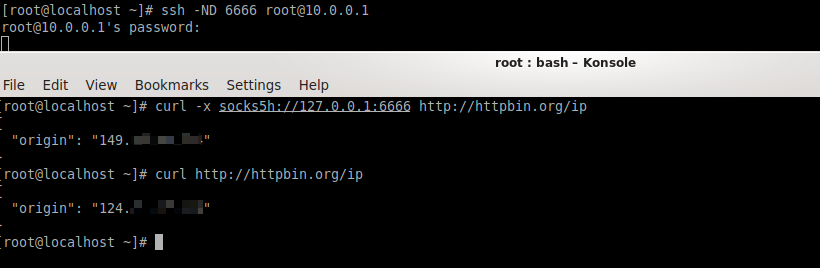 [root@localhost ~]# ssh -ND 6666 root@10.0.0.1
root@10.0.0.1's password:
root : bash – Konsole
File Edit View Bookmarks Settings Help
[root@localhost ~]# curl -x socks5h://127.0.0.1:6666 http://httpbin.org/ip
"origin": "149."
[root@localhost ~]# curl http://httpbin.org/ip
"origin": "124."
[root@localhost ~]#